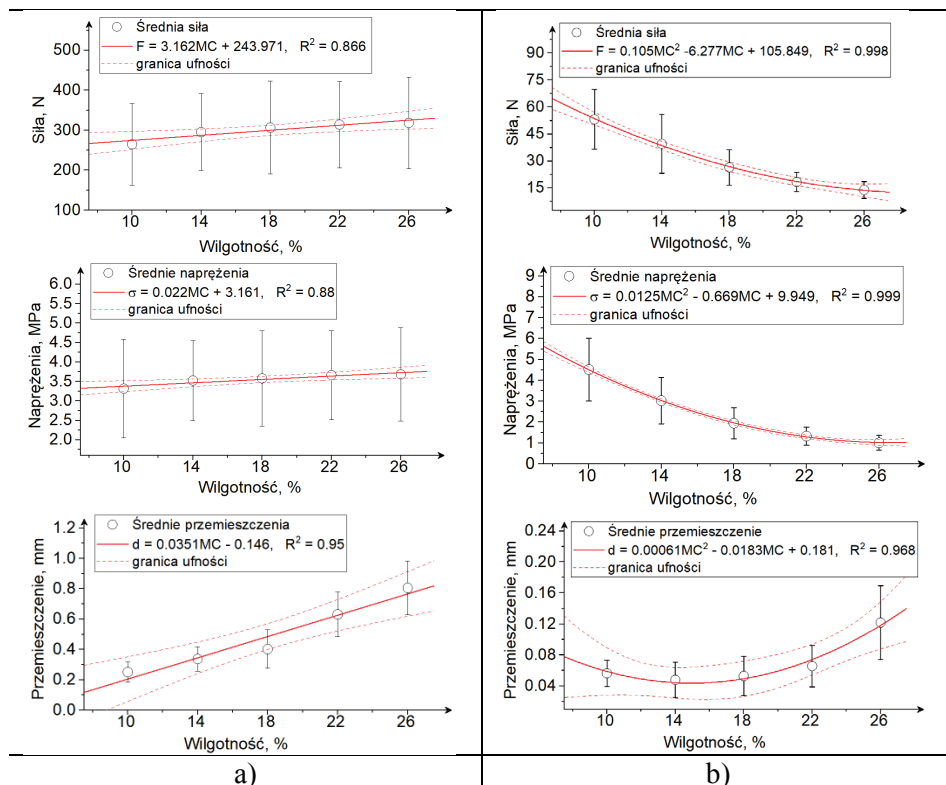 Średnia siła
F = 3.162MC + 243.971, R² = 0.866
granica ufności
Siła, N
500
400
300
200
100
10 14 18 22 26
Wilgotność, %
Średnie naprężenia
σ = 0.022MC + 3.161, R² = 0.88
granica ufności
Naprężenia, MPa
6.0
5.5
5.0
4.5
4.0
3.5
3.0
2.5
2.0
10 14 18 22 26
Wilgotność, %
Średnie przemieszczenia
d = 0.0351MC - 0.146, R² = 0.95
granica ufności
Przemieszczenie, mm
1.2
1.0
0.8
0.6
0.4
0.2
0.0
10 14 18 22 26
Wilgotność, %
a)
Średnia siła
F = 0.105MC² -6.277MC + 105.849, R² = 0.998
granica ufności
Siła, N
90
75
60
45
30
15
10 14 18 22 26
Wilgotność, %
Średnie naprężenia
σ = 0.0125MC² - 0.669MC + 9.949, R² = 0.999
granica ufności
Naprężenia, MPa
9
8
7
6
5
4
3
2
1
0
10 14 18 22 26
Wilgotność, %
Średnie przemieszczenie
d = 0.00061MC² - 0.0183MC + 0.181, R² = 0.968
granica ufności
Przemieszczenie, mm
0.24
0.20
0.16
0.12
0.08
0.04
10 14 18 22 26
Wilgotność, %
b)